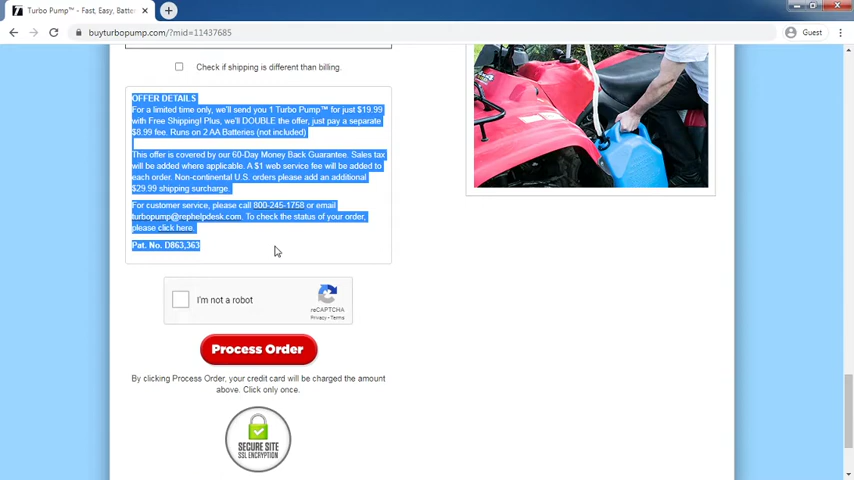 Turbo Pump™ - Fast, Easy, Batte
Guest
buyturbopump.com/?mid=11437685
Check if shipping is different than billing.
OFFER DETAILS
For a limited time only, we'll send you 1 Turbo Pump™ for just $19.99
with Free Shipping! Plus, we'll DOUBLE the offer, just pay a separate
$8.99 fee. Runs on 2 AA Batteries (not included)
This offer is covered by our 60-Day Money Back Guarantee. Sales tax
will be added where applicable. A $1 web service fee will be added to
each order. Non-continental U.S. orders please add an additional
$29.99 shipping surcharge.
For customer service, please call 800-245-1758 or email
turbopump@rephelpdesk.com. To check the status of your order,
please click here.
Pat. No. D863,363
I'm not a robot
reCAPTCHA
Privacy - Terms
Process Order
By clicking Process Order, your credit card will be charged the amount
above. Click only once.
SECURE SITE
SSL ENCRYPTION